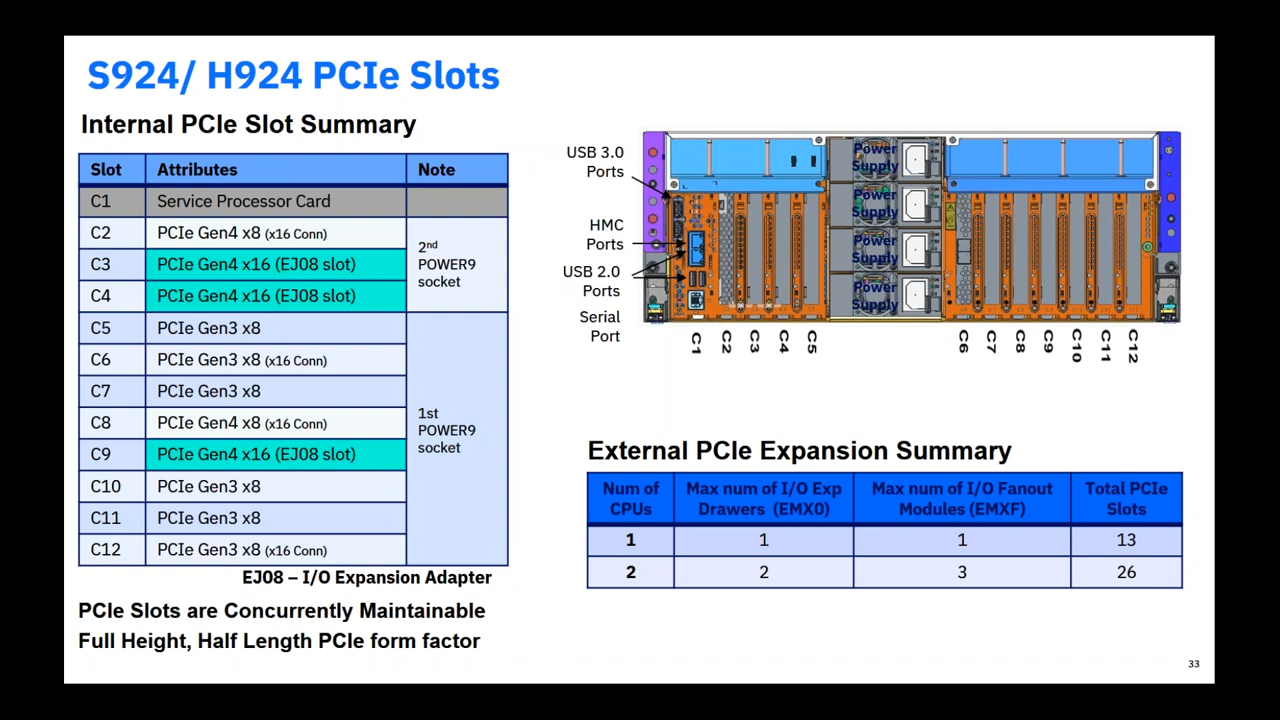 S924/ H924 PCIe Slots
Internal PCIe Slot Summary
Slot Attributes Note
C1 Service Processor Card
C2 PCIe Gen4 x8 (x16 Conn)
C3 PCIe Gen4 x16 (EJ08 slot)
C4 PCIe Gen4 x16 (EJ08 slot)
2nd
POWER9
socket
C5 PCIe Gen3 x8
C6 PCIe Gen3 x8 (x16 Conn)
C7 PCIe Gen3 x8
C8 PCIe Gen4 x8 (x16 Conn)
C9 PCIe Gen4 x16 (EJ08 slot)
C10 PCIe Gen3 x8
C11 PCIe Gen3 x8
C12 PCIe Gen3 x8 (x16 Conn)
1st
POWER9
socket
EJ08 – I/O Expansion Adapter
PCIe Slots are Concurrently Maintainable
Full Height, Half Length PCIe form factor
USB 3.0
Ports
HMC
Ports
USB 2.0
Ports
Serial
Port
Power
Supply
Power
Supply
Power
Supply
Power
Supply
C1 C2 C3 C4 C5 C6 C7 C8 C9 C10 C11 C12
External PCIe Expansion Summary
Num of CPUs Max num of I/O Exp Drawers (EMX0) Max num of I/O Fanout Modules (EMXF) Total PCIe Slots
1 1 1 13
2 2 3 26
33